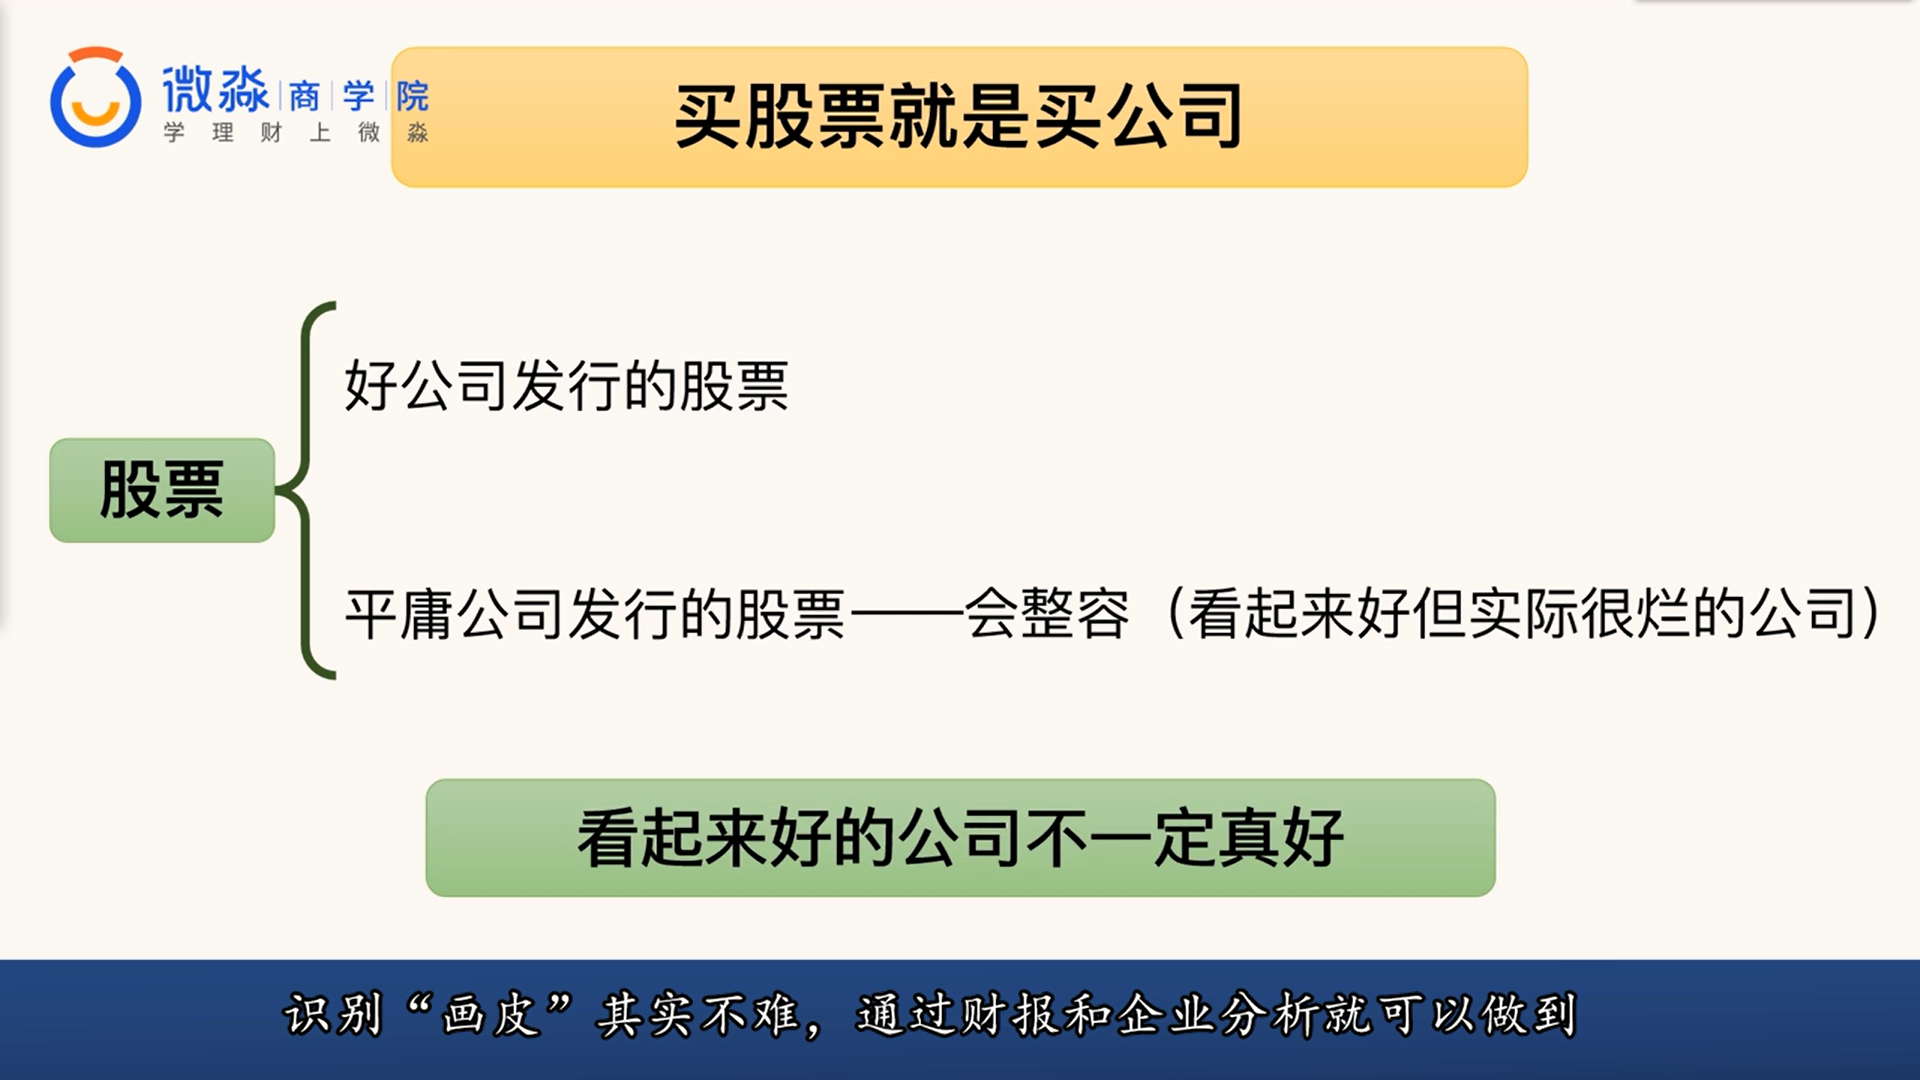 微淼商学院
学理财上微淼
买股票就是买公司
好公司发行的股票
股票
平庸公司发行的股票——会整容（看起来好但实际很烂的公司）
看起来好的公司不一定真好
识别“画皮”其实不难，通过财报和企业分析就可以做到